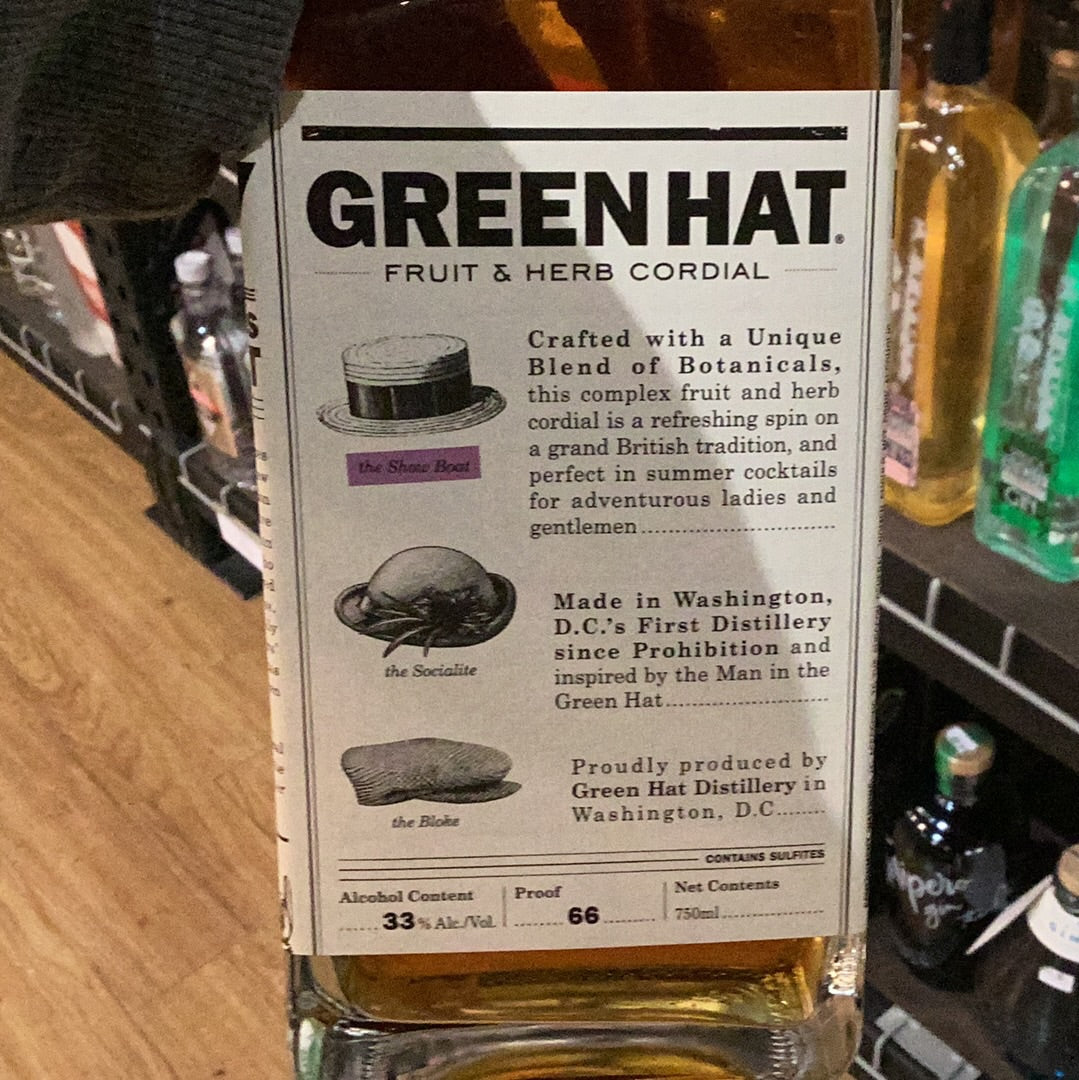 GREEN HAT®
FRUIT & HERB CORDIAL
the Show Boat
Crafted with a Unique
Blend of Botanicals,
this complex fruit and herb
cordial is a refreshing spin on
a grand British tradition, and
perfect in summer cocktails
for adventurous ladies and
gentlemen....................................
the Socialite
Made in Washington,
D.C.'s First Distillery
since Prohibition and
inspired by the Man in the
Green Hat..............................
the Bloke
Proudly produced by
Green Hat Distillery in
Washington, D.C........
CONTAINS SULFITES
Alcohol Content
......33% Alc./Vol.
Proof
........66.........
Net Contents
750ml...................